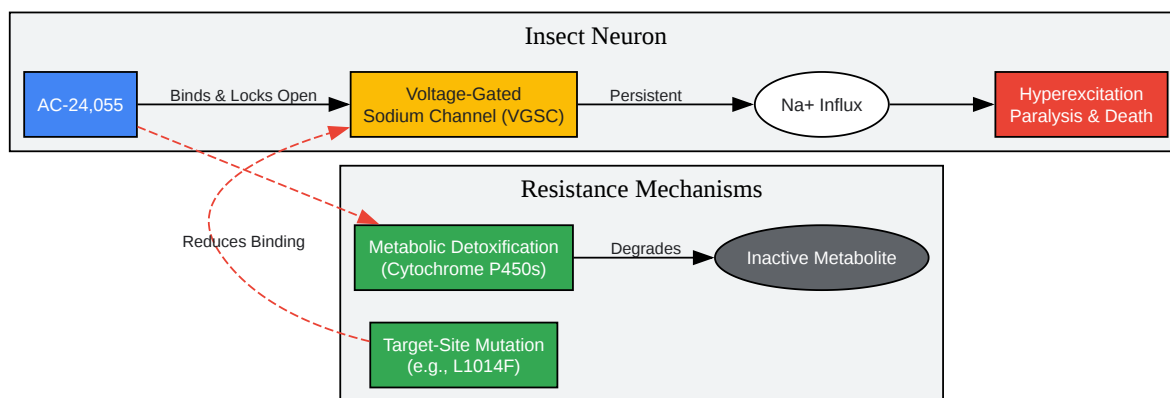 Insect Neuron
AC-24,055
Binds & Locks Open
Voltage-Gated
Sodium Channel (VGSC)
Persistent
Na+ Influx
Hyperexcitation
Paralysis & Death
Resistance Mechanisms
Reduces Binding
Metabolic Detoxification
(Cytochrome P450s)
Degrades
Inactive Metabolite
Target-Site Mutation
(e.g., L1014F)